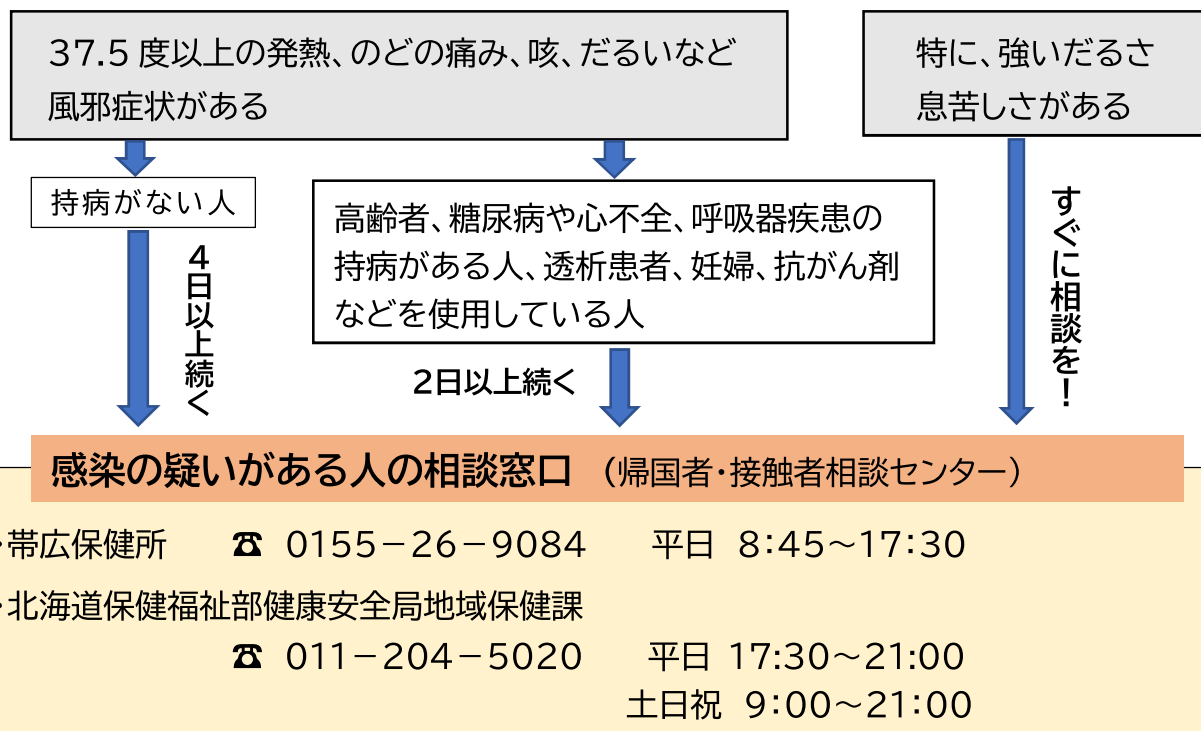 37.5 度以上の発熱、のどの痛み、咳、だるいなど
風邪症状がある
特に、強いだるさ
息苦しさがある
持病がない人
4日以上続く
高齢者、糖尿病や心不全、呼吸器疾患の
持病がある人、透析患者、妊婦、抗がん剤
などを使用している人
2日以上続く
すぐに相談を！
感染の疑いがある人の相談窓口 （帰国者・接触者相談センター）
・帯広保健所 ☎ 0155－26－9084 平日 8：45～17：30
・北海道保健福祉部健康安全局地域保健課
☎ 011－204－5020 平日 17:30～21:00
土日祝 9：00～21：00